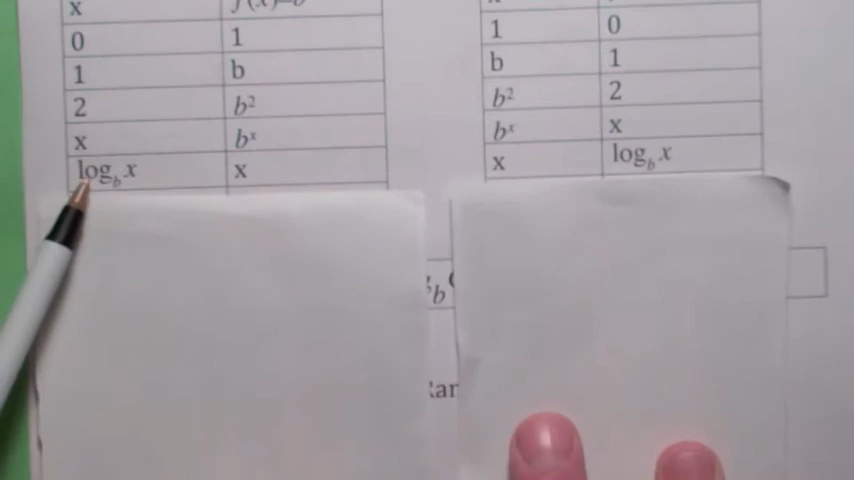 x f(x)=b
0 1
1 b
2 b²
x bˣ
log_b x x
1 0
b 1
b² 2
bˣ x
x log_b x
b